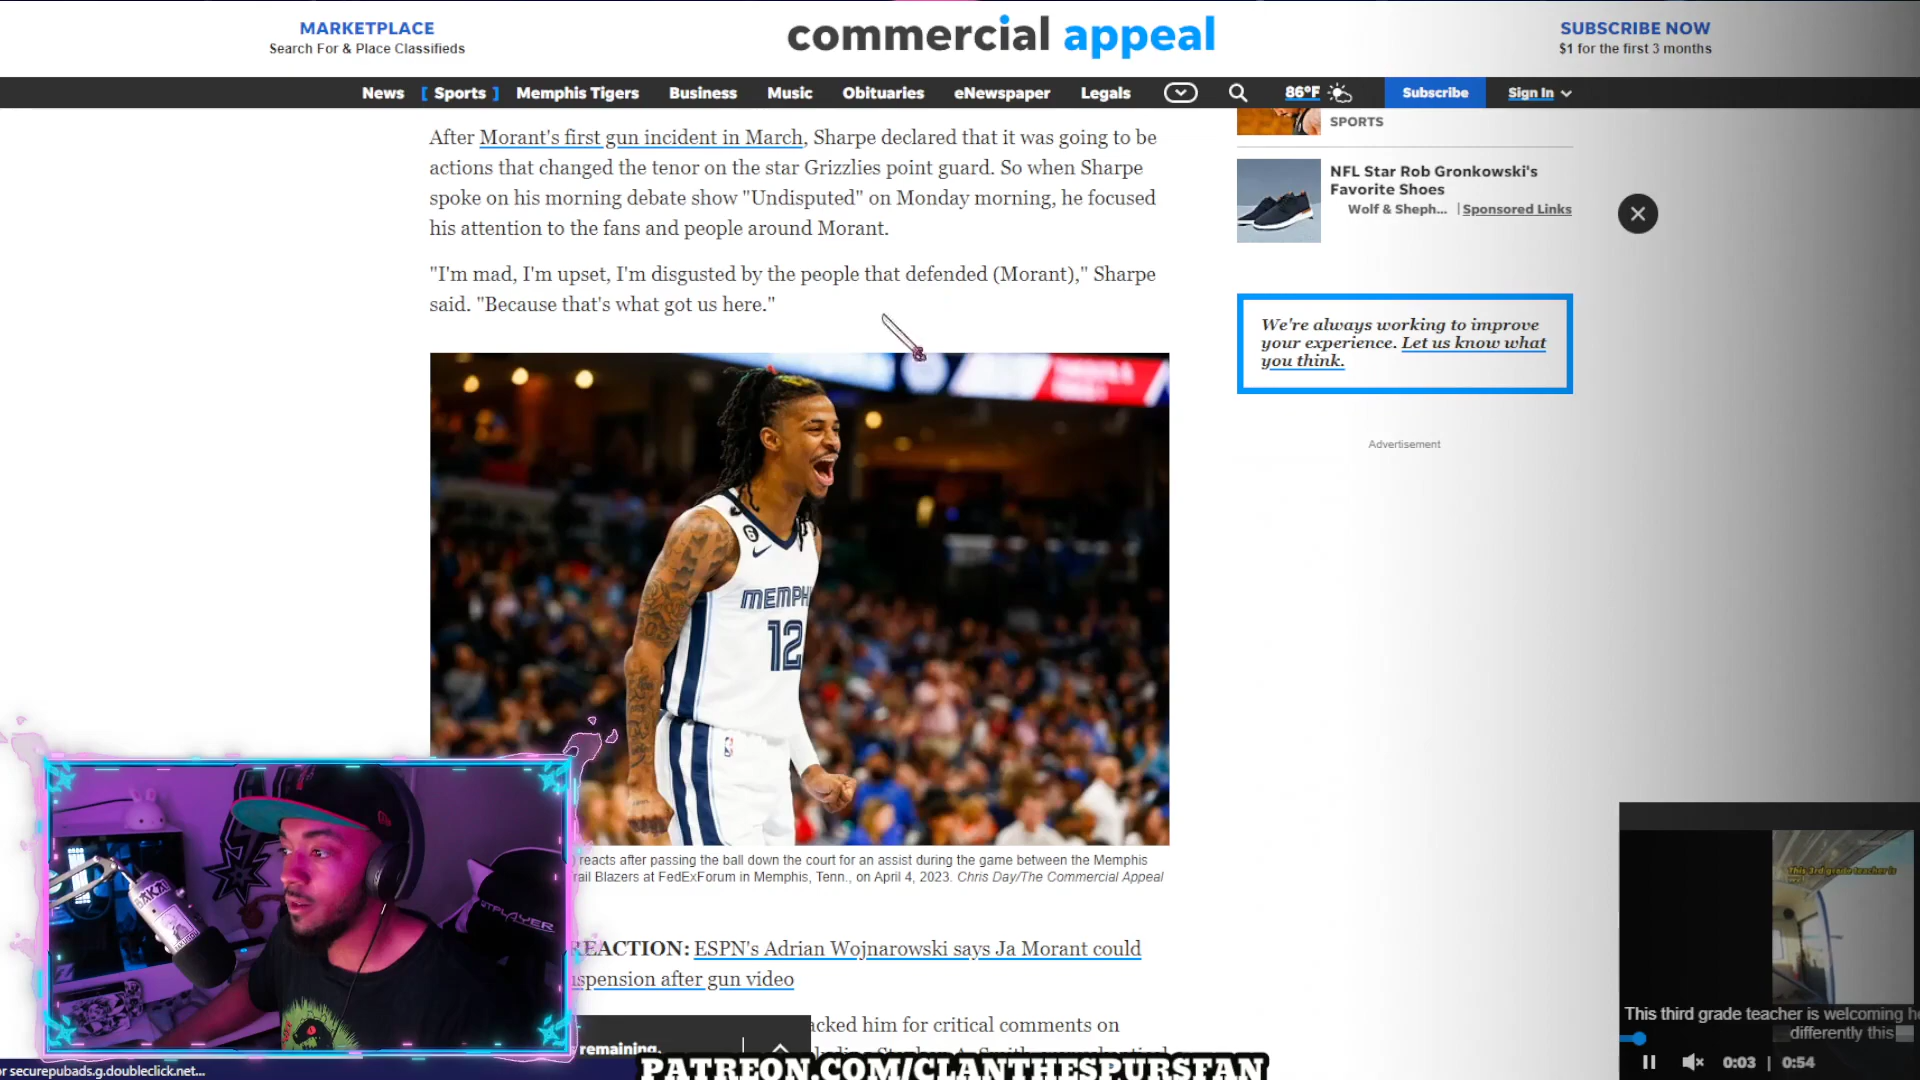 MARKETPLACE
Search For & Place Classifieds
commercial appeal
SUBSCRIBE NOW
$1 for the first 3 months
News [ Sports ] Memphis Tigers Business Music Obituaries eNewspaper Legals 86°F Subscribe Sign In
After Morant's first gun incident in March, Sharpe declared that it was going to be
actions that changed the tenor on the star Grizzlies point guard. So when Sharpe
spoke on his morning debate show "Undisputed" on Monday morning, he focused
his attention to the fans and people around Morant.
"I'm mad, I'm upset, I'm disgusted by the people that defended (Morant)," Sharpe
said. "Because that's what got us here."
SPORTS
NFL Star Rob Gronkowski's
Favorite Shoes
Wolf & Sheph... | Sponsored Links
We're always working to improve
your experience. Let us know what
you think.
Advertisement
MEMPH
12
6
) reacts after passing the ball down the court for an assist during the game between the Memphis
rail Blazers at FedExForum in Memphis, Tenn., on April 4, 2023. Chris Day/The Commercial Appeal
REACTION: ESPN's Adrian Wojnarowski says Ja Morant could
spension after gun video
acked him for critical comments on
remaining.
PATREON.COM/CLANTHESPURSFAN
This 3rd grade teacher is
This third grade teacher is welcoming he
differently this
0:03 | 0:54
or securepubads.g.doubleclick.net...